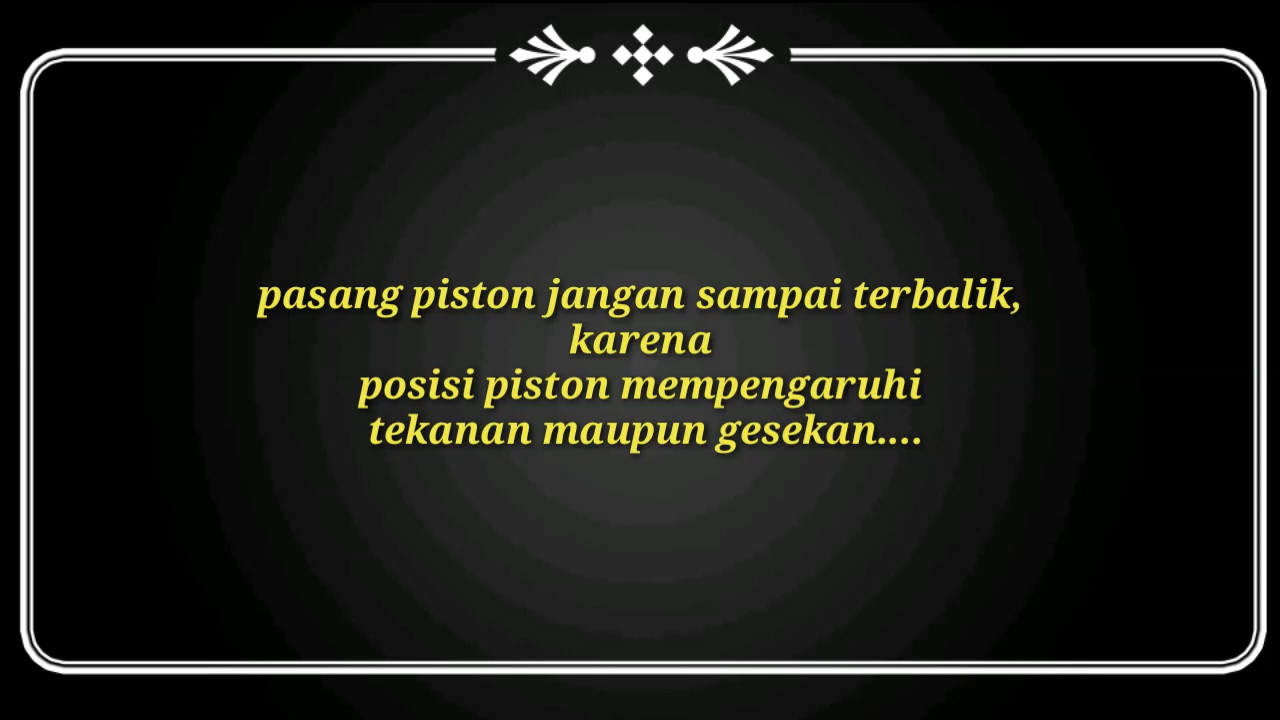 pasang piston jangan sampai terbalik,
karena
posisi piston mempengaruhi
tekanan maupun gesekan....